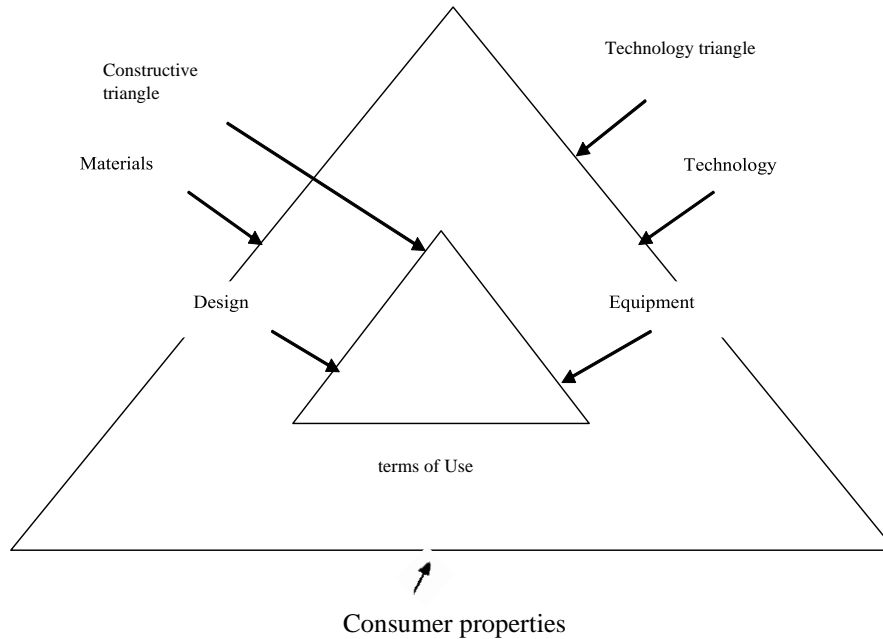 Technology triangle
Constructive
triangle
Materials
Technology
Design
Equipment
terms of Use
Consumer properties